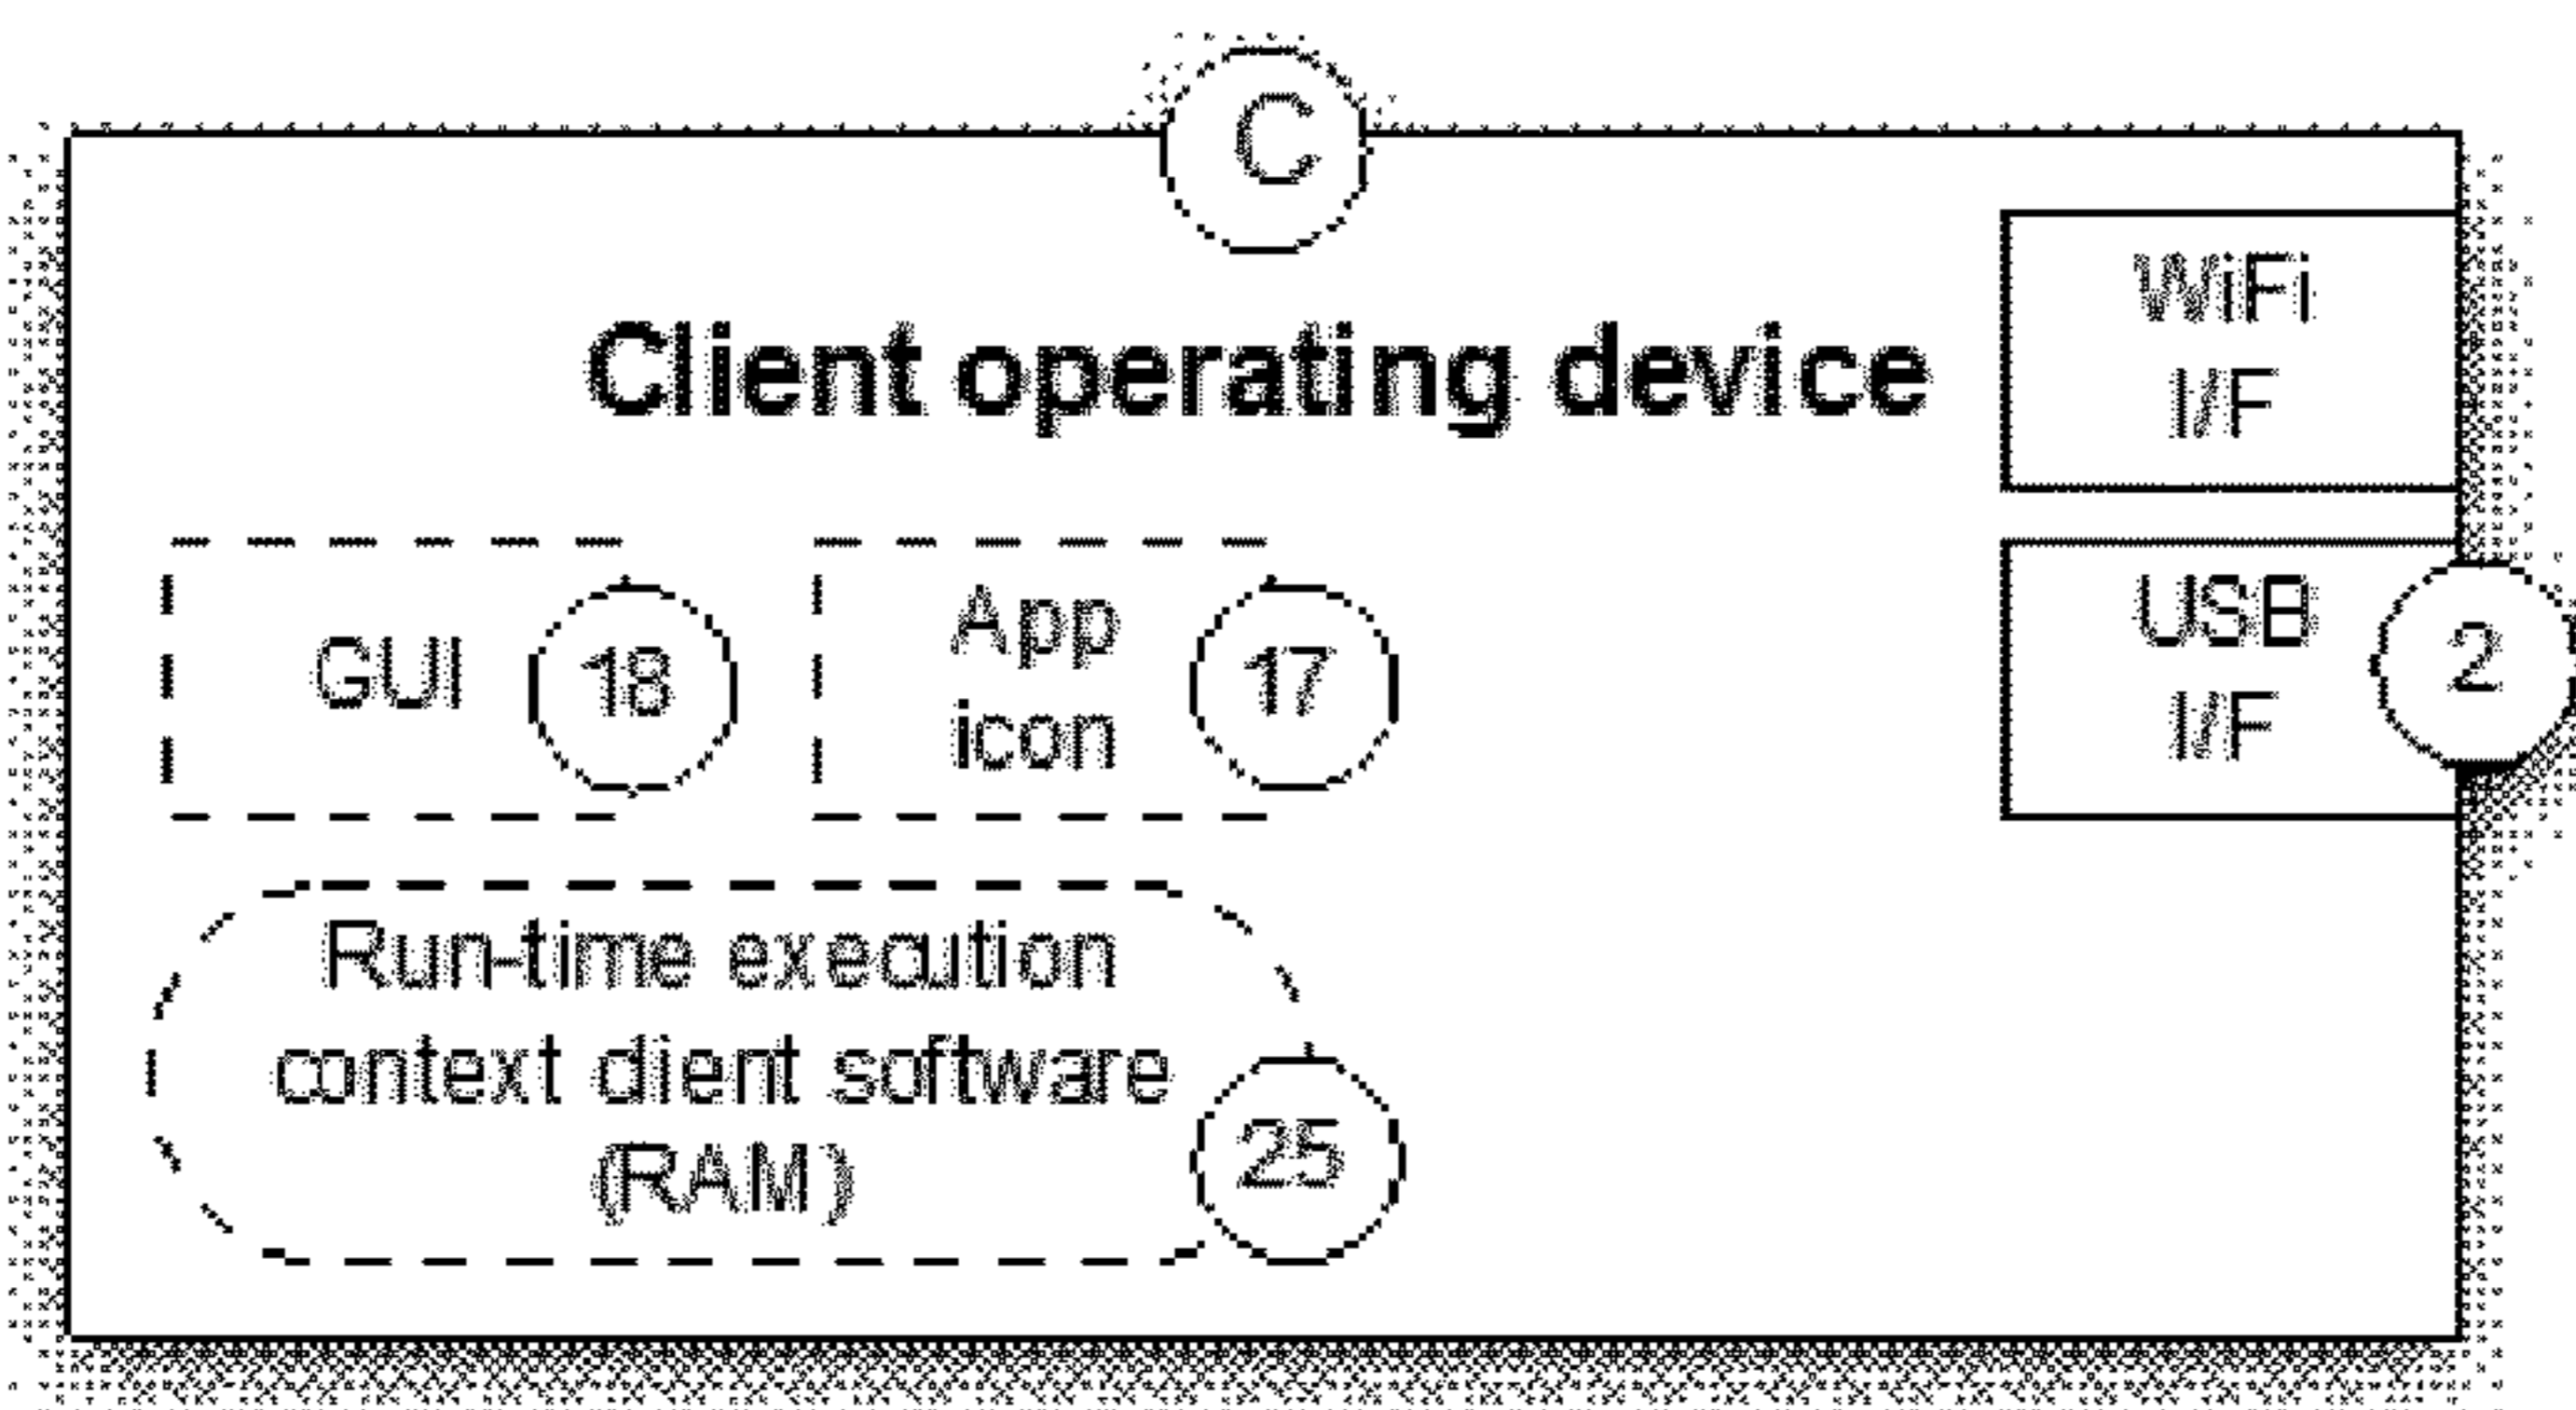 C
Client operating device
WiFi
I/F
GUI
18
App
icon
17
USB
I/F
2
Run-time execution
context client software
(RAM)
25